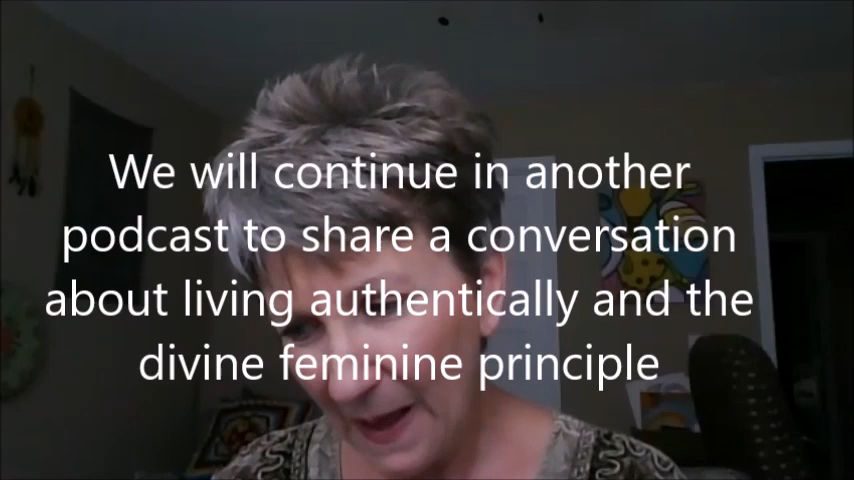 We will continue in another
podcast to share a conversation
about living authentically and the
divine feminine principle